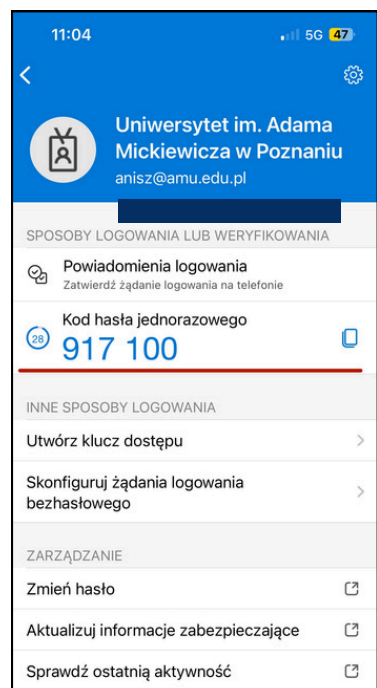 11:04
5G 47
Uniwersytet im. Adama
Mickiewicza w Poznaniu
anisz@amu.edu.pl
SPOSOBY LOGOWANIA LUB WERYFIKOWANIA
Powiadomienia logowania
Zatwierdź żądanie logowania na telefonie
Kod hasła jednorazowego
28
917 100
INNE SPOSOBY LOGOWANIA
Utwórz klucz dostępu
Skonfiguruj żądania logowania
bezhasłowego
ZARZĄDZANIE
Zmień hasło
Aktualizuj informacje zabezpieczające
Sprawdź ostatnią aktywność